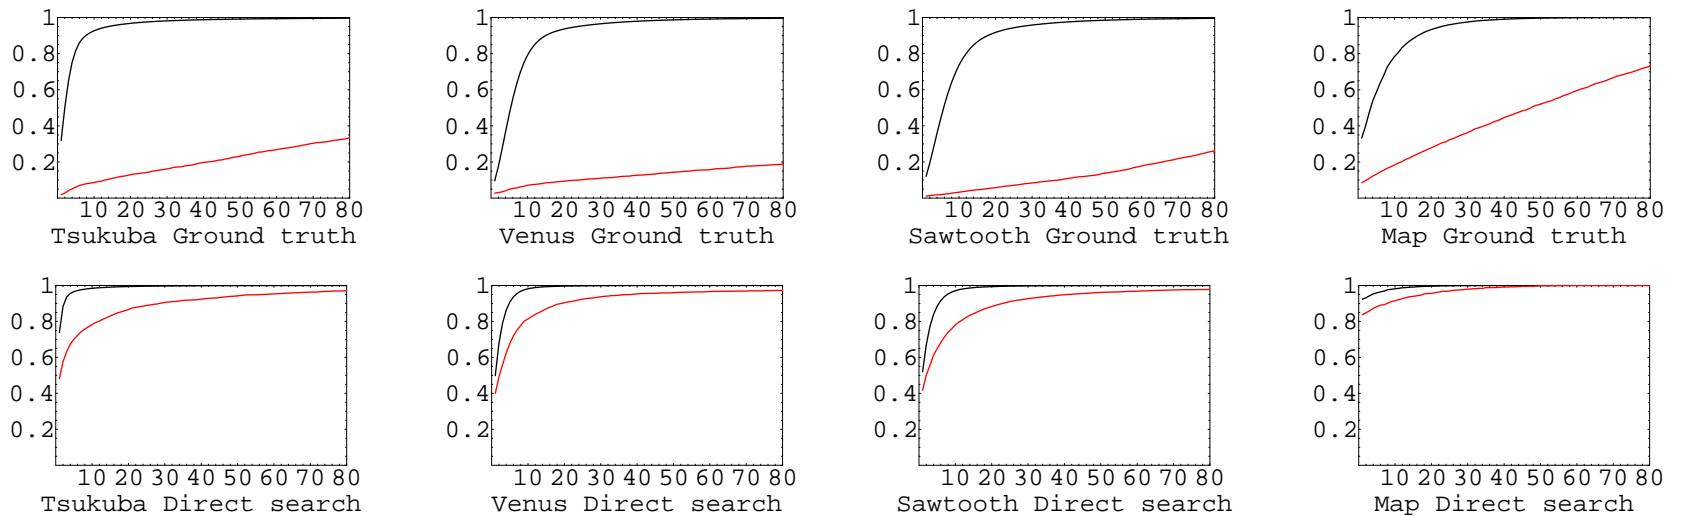 1
0.8
0.6
0.4
0.2
10 20 30 40 50 60 70 80
Tsukuba Ground truth
1
0.8
0.6
0.4
0.2
10 20 30 40 50 60 70 80
Venus Ground truth
1
0.8
0.6
0.4
0.2
10 20 30 40 50 60 70 80
Sawtooth Ground truth
1
0.8
0.6
0.4
0.2
10 20 30 40 50 60 70 80
Map Ground truth
1
0.8
0.6
0.4
0.2
10 20 30 40 50 60 70 80
Tsukuba Direct search
1
0.8
0.6
0.4
0.2
10 20 30 40 50 60 70 80
Venus Direct search
1
0.8
0.6
0.4
0.2
10 20 30 40 50 60 70 80
Sawtooth Direct search
1
0.8
0.6
0.4
0.2
10 20 30 40 50 60 70 80
Map Direct search